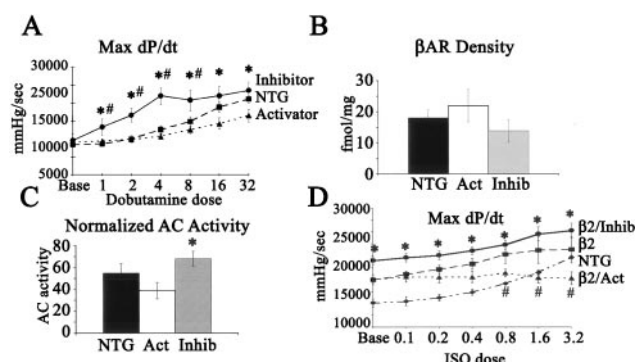 A
Max dP/dt
30000
25000
20000
15000
10000
mmHg/sec
* # * # * # * # * *
Inhibitor
NTG
Activator
Base 1 2 4 8 16 32
Dobutamine dose
B
βAR Density
30
20
10
0
fmol/mg
NTG Act Inhib
C
Normalized AC Activity
80
60
40
20
0
AC activity
*
NTG Act Inhib
D
Max dP/dt
30000
25000
20000
15000
10000
mmHg/sec
* * * * * * *
β2/Inhib
β2
NTG
β2/Act
# # #
Base 0.1 0.2 0.4 0.8 1.6 3.2
ISO dose